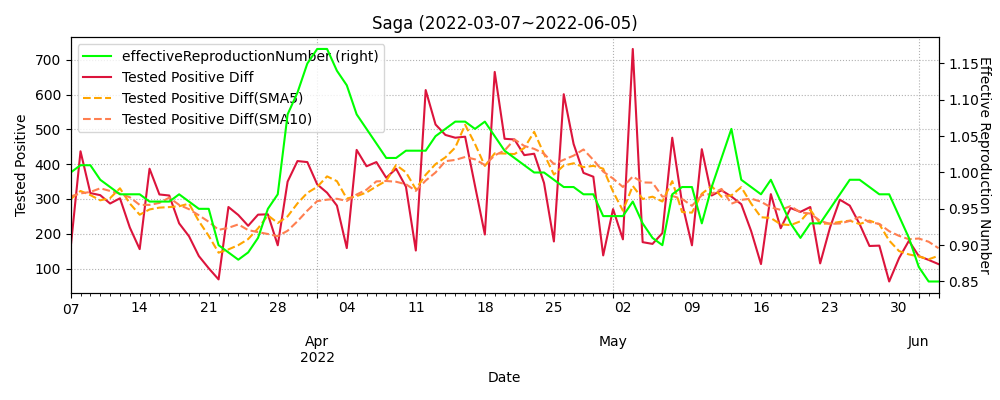 Saga (2022-03-07~2022-06-05)
effectiveReproductionNumber (right)
Tested Positive Diff
Tested Positive Diff(SMA5)
Tested Positive Diff(SMA10)
Tested Positive
700
600
500
400
300
200
100
Effective Reproduction Number
1.15
1.10
1.05
1.00
0.95
0.90
0.85
07 14 21 28 04 11 18 25 02 09 16 23 30
Apr May Jun
2022
Date